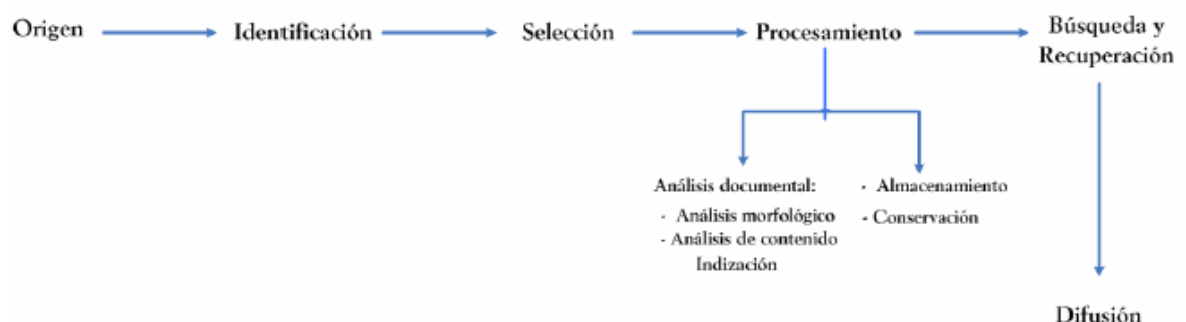 Origen
Identificación
Selección
Procesamiento
Búsqueda y
Recuperación
Análisis documental:
- Análisis morfológico
- Análisis de contenido
Indización
- Almacenamiento
- Conservación
Difusión